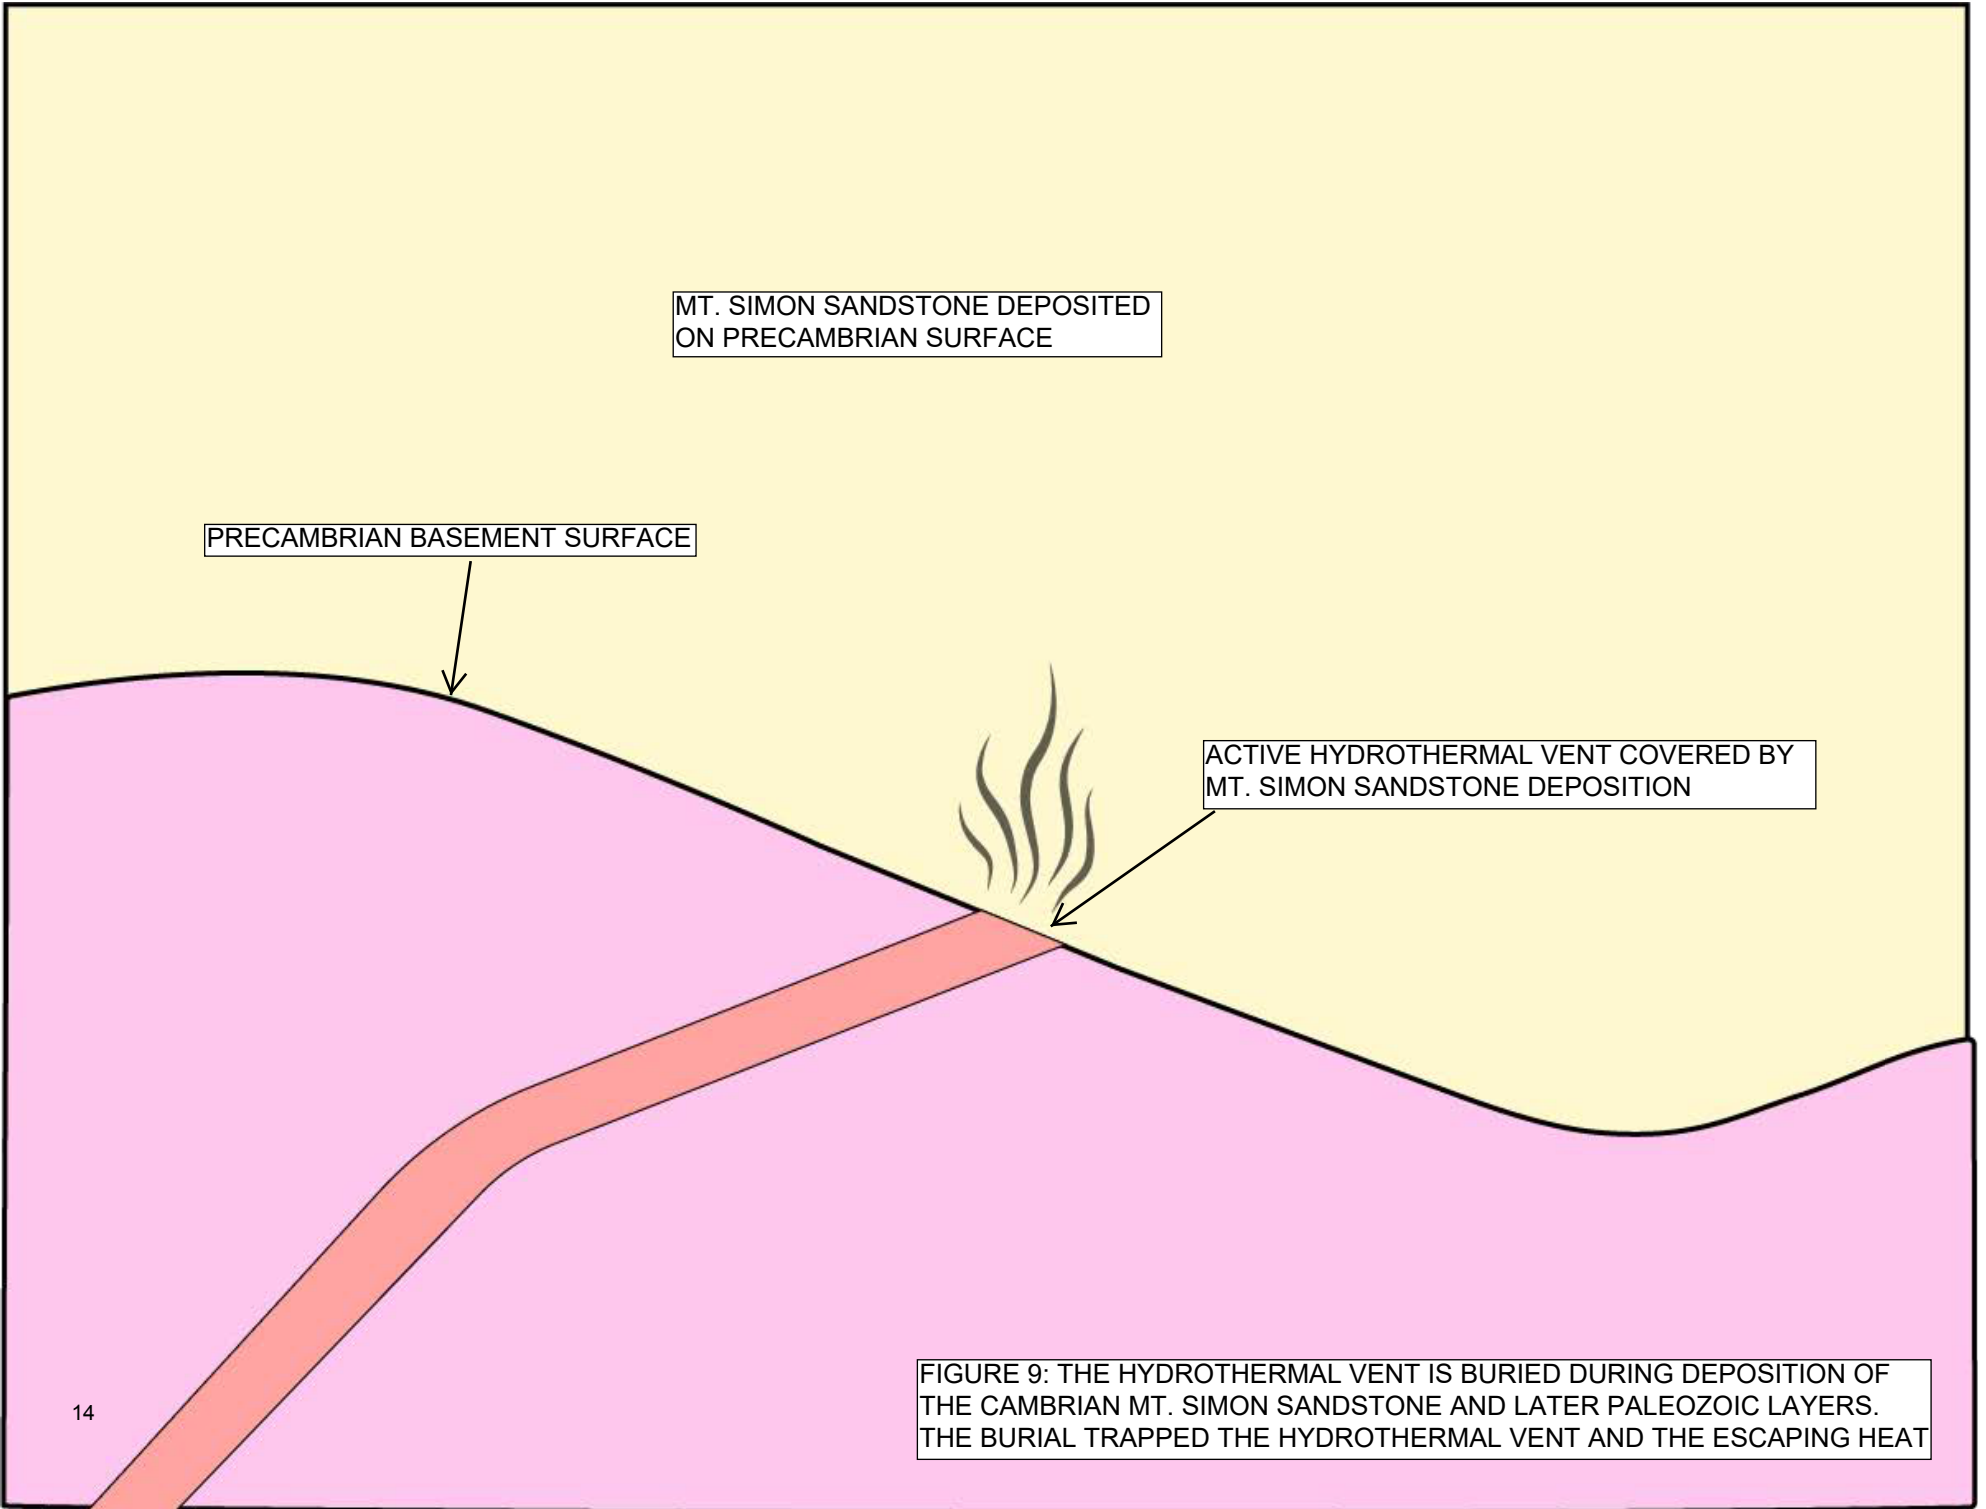 MT. SIMON SANDSTONE DEPOSITED
ON PRECAMBRIAN SURFACE
PRECAMBRIAN BASEMENT SURFACE
ACTIVE HYDROTHERMAL VENT COVERED BY
MT. SIMON SANDSTONE DEPOSITION
FIGURE 9: THE HYDROTHERMAL VENT IS BURIED DURING DEPOSITION OF
THE CAMBRIAN MT. SIMON SANDSTONE AND LATER PALEOZOIC LAYERS.
THE BURIAL TRAPPED THE HYDROTHERMAL VENT AND THE ESCAPING HEAT
14